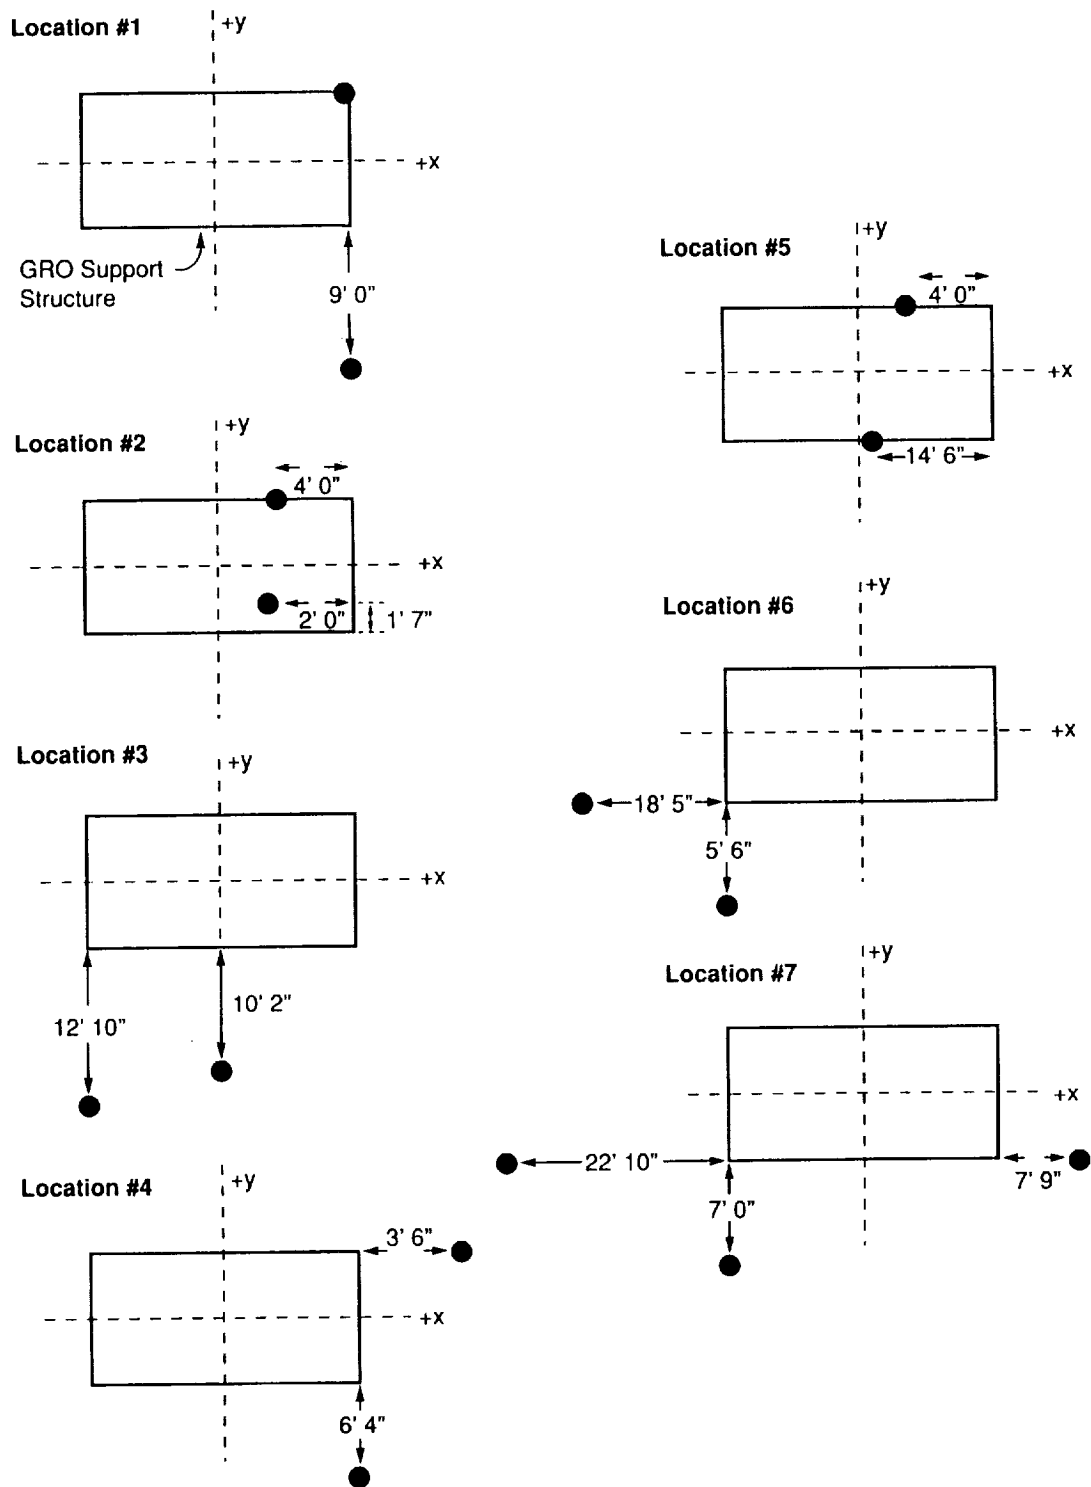 Location #1
+y
+x
GRO Support
Structure
9' 0"
Location #2
+y
4' 0"
+x
2' 0"
1' 7"
Location #3
+y
+x
12' 10"
10' 2"
Location #4
+y
3' 6"
+x
6' 4"
Location #5
+y
4' 0"
+x
14' 6"
Location #6
+x
18' 5"
5' 6"
Location #7
+y
+x
22' 10"
7' 0"
7' 9"